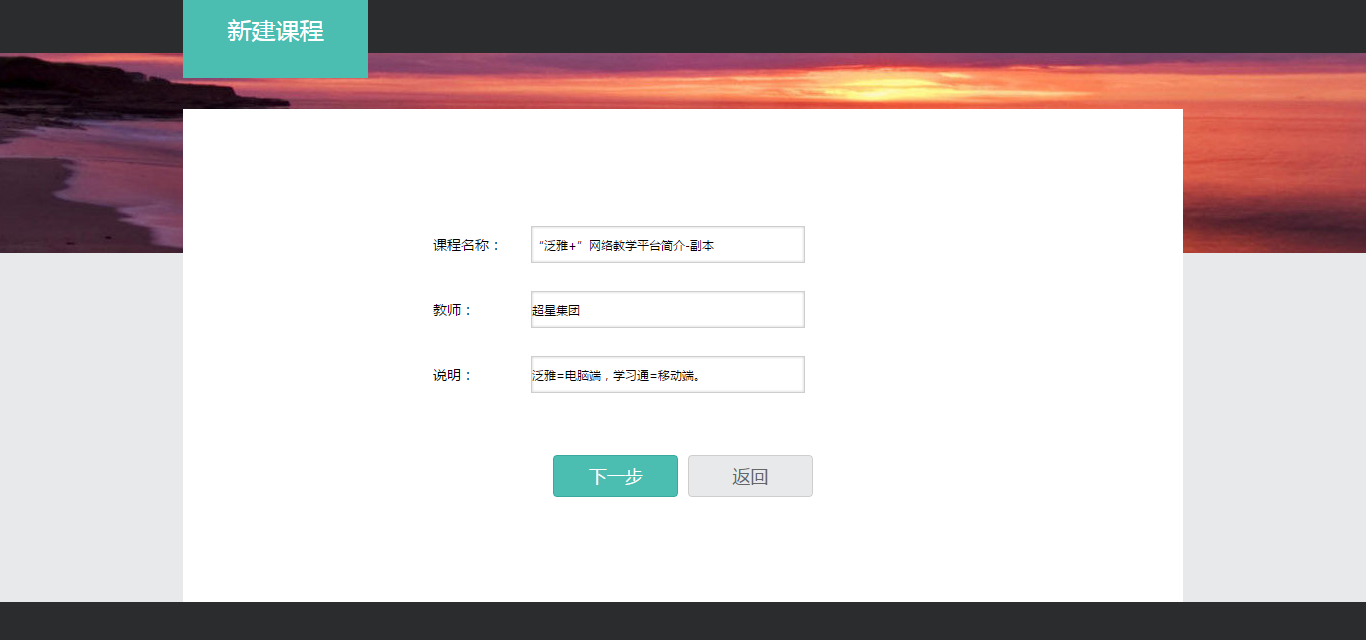 新建课程
课程名称：
“泛雅+”网络教学平台简介-副本
教师：
超星集团
说明：
泛雅=电脑端，学习通=移动端。
下一步
返回